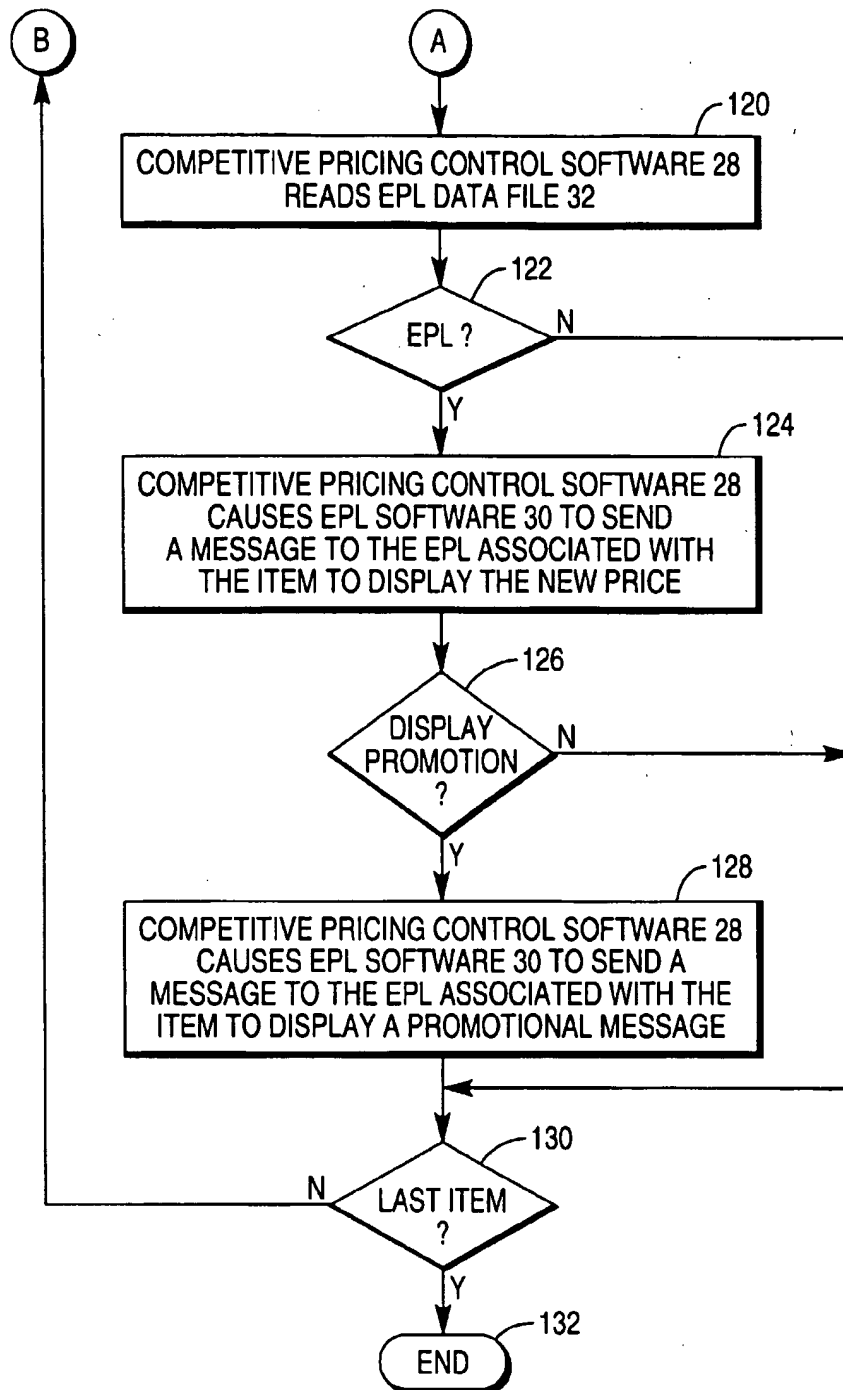 B
A
120
COMPETITIVE PRICING CONTROL SOFTWARE 28
READS EPL DATA FILE 32
122
EPL ?
N
Y
124
COMPETITIVE PRICING CONTROL SOFTWARE 28
CAUSES EPL SOFTWARE 30 TO SEND
A MESSAGE TO THE EPL ASSOCIATED WITH
THE ITEM TO DISPLAY THE NEW PRICE
126
DISPLAY
PROMOTION
?
N
Y
128
COMPETITIVE PRICING CONTROL SOFTWARE 28
CAUSES EPL SOFTWARE 30 TO SEND A
MESSAGE TO THE EPL ASSOCIATED WITH THE
ITEM TO DISPLAY A PROMOTIONAL MESSAGE
130
N
LAST ITEM
?
Y
132
END